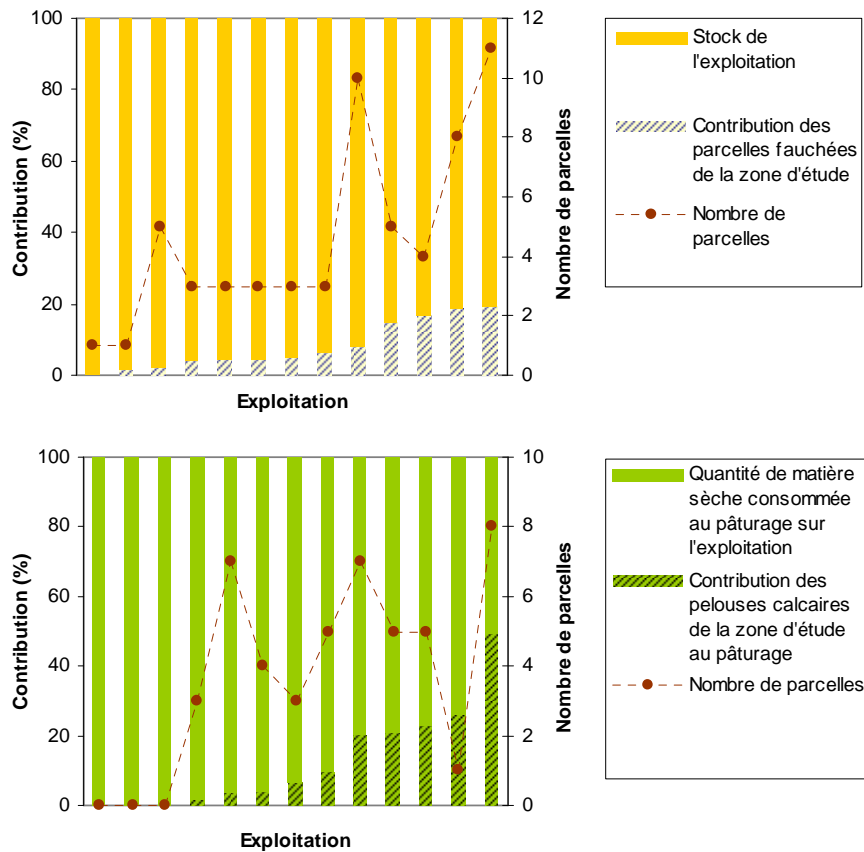 100
80
60
40
20
0
Contribution (%)
12
10
8
6
4
2
0
Nombre de parcelles
Exploitation
Stock de
l'exploitation
Contribution des
parcelles fauchées
de la zone d'étude
Nombre de
parcelles
100
80
60
40
20
0
Contribution (%)
10
8
6
4
2
0
Nombre de parcelles
Exploitation
Quantité de matière
sèche consommée
au pâturage sur
l'exploitation
Contribution des
pelouses calcaires
de la zone d'étude
au pâturage
Nombre de parcelles